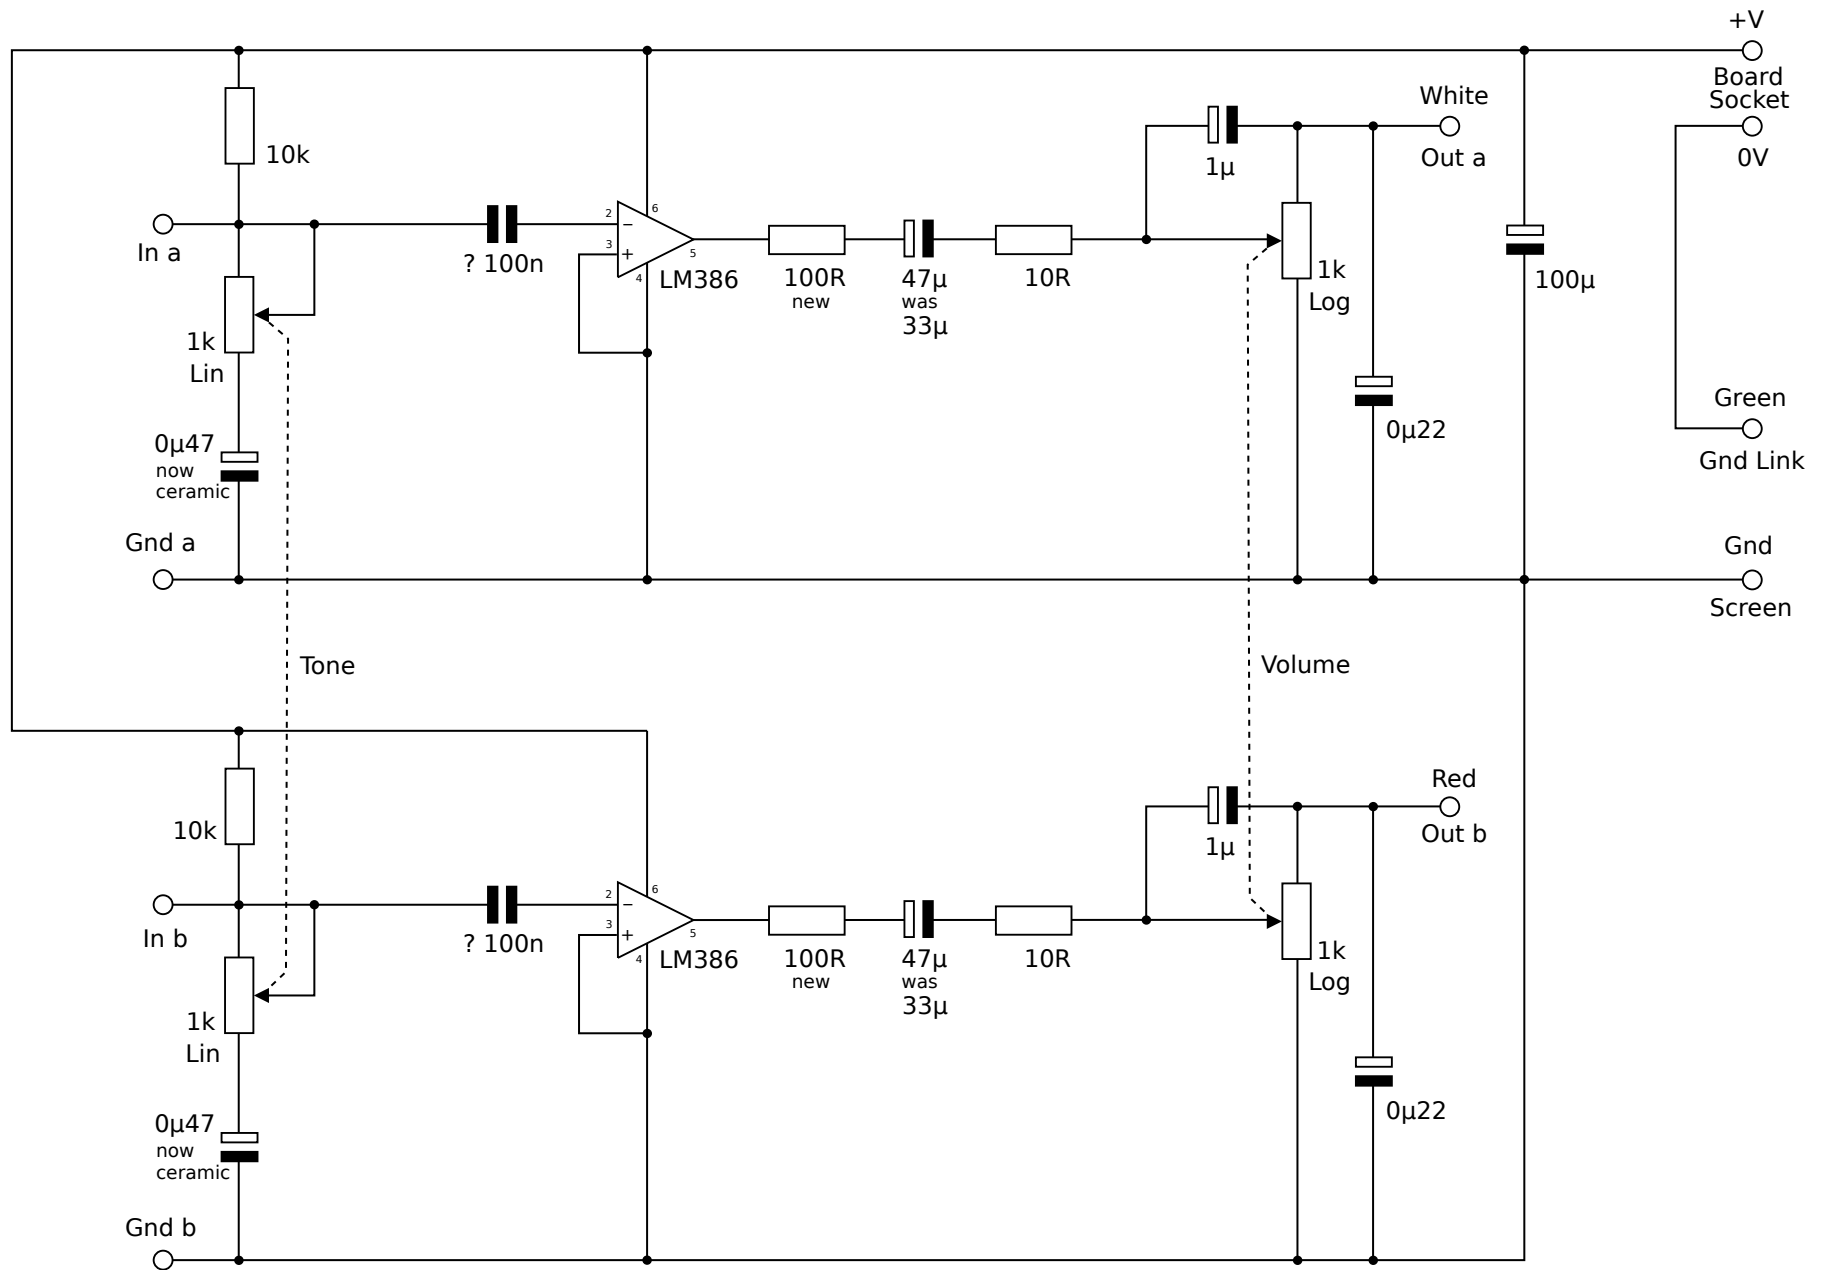 +V
Board
Socket
0V
White
Out a
10k
1µ
In a
? 100n
2
3
6
5
4
−
+
LM386
100R
new
47µ
was
33µ
10R
1k
Log
100µ
1k
Lin
0µ22
Green
Gnd Link
0µ47
now
ceramic
Gnd a
Gnd
Screen
Tone
Volume
Red
Out b
10k
1µ
In b
? 100n
2
3
6
5
4
−
+
LM386
100R
new
47µ
was
33µ
10R
1k
Log
1k
Lin
0µ22
0µ47
now
ceramic
Gnd b